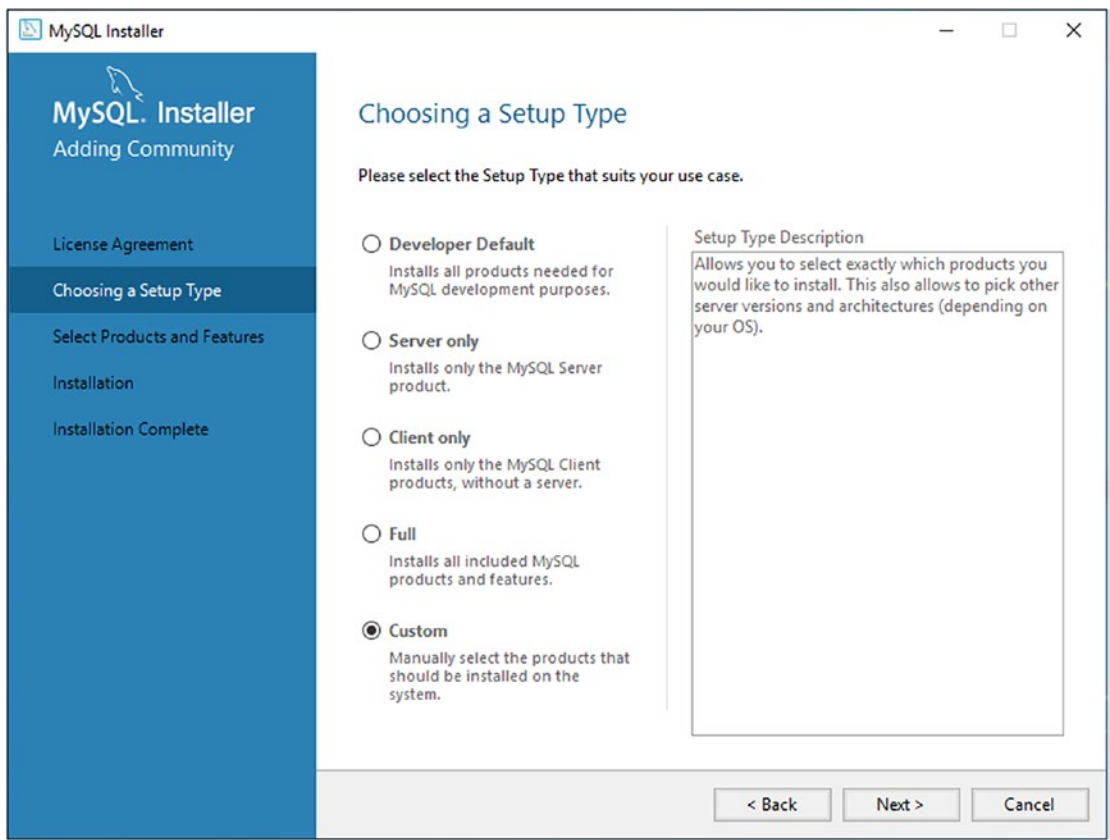 MySQL Installer
MySQL. Installer
Adding Community
License Agreement
Choosing a Setup Type
Select Products and Features
Installation
Installation Complete
Choosing a Setup Type
Please select the Setup Type that suits your use case.
Developer Default
Installs all products needed for
MySQL development purposes.
Server only
Installs only the MySQL Server
product.
Client only
Installs only the MySQL Client
products, without a server.
Full
Installs all included MySQL
products and features.
Custom
Manually select the products that
should be installed on the
system.
Setup Type Description
Allows you to select exactly which products you
would like to install. This also allows to pick other
server versions and architectures (depending on
your OS).
< Back
Next >
Cancel